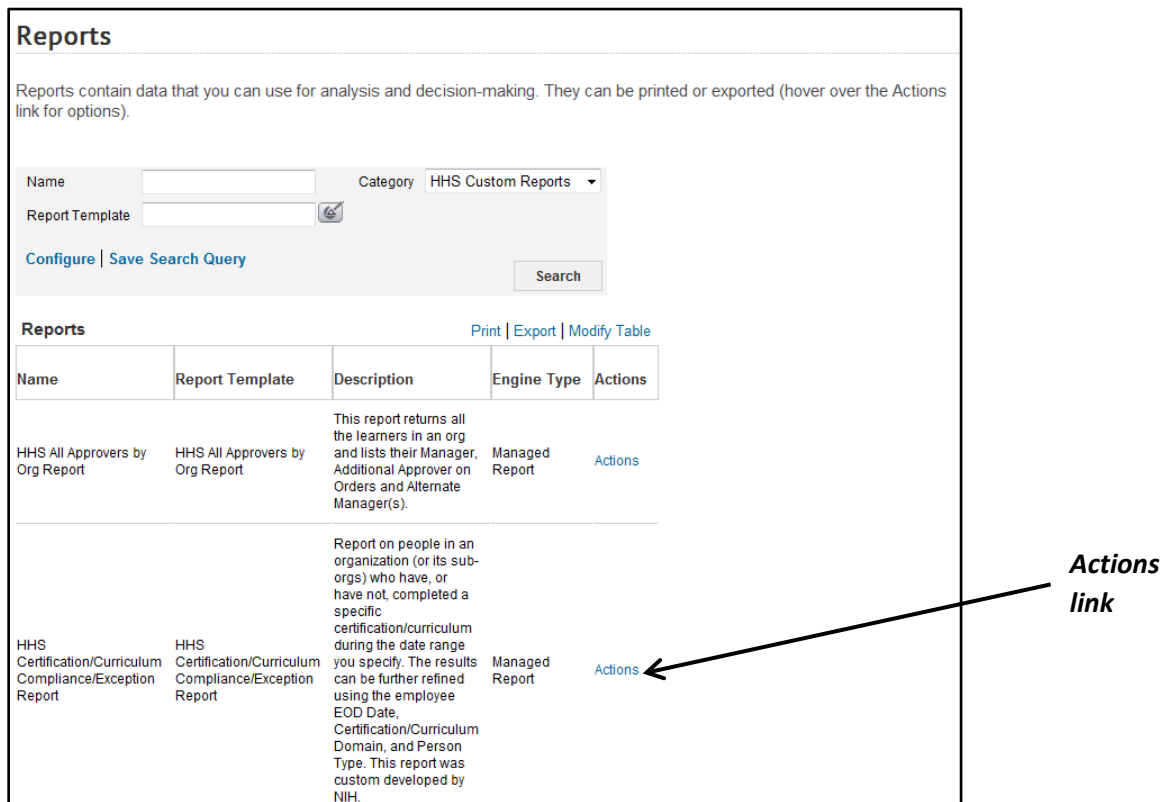 Reports
Reports contain data that you can use for analysis and decision-making. They can be printed or exported (hover over the Actions
link for options).
Name
Category HHS Custom Reports
Report Template
Configure | Save Search Query
Search
Reports
Print | Export | Modify Table
Name
Report Template
Description
Engine Type
Actions
HHS All Approvers by
Org Report
HHS All Approvers by
Org Report
This report returns all
the learners in an org
and lists their Manager,
Additional Approver on
Orders and Alternate
Manager(s).
Managed
Report
Actions
HHS
Certification/Curriculum
Compliance/Exception
Report
HHS
Certification/Curriculum
Compliance/Exception
Report
Report on people in an
organization (or its sub-
orgs) who have, or
have not, completed a
specific
certification/curriculum
during the date range
you specify. The results
can be further refined
using the employee
EOD Date,
Certification/Curriculum
Domain, and Person
Type. This report was
custom developed by
NIH.
Managed
Report
Actions
Actions
link